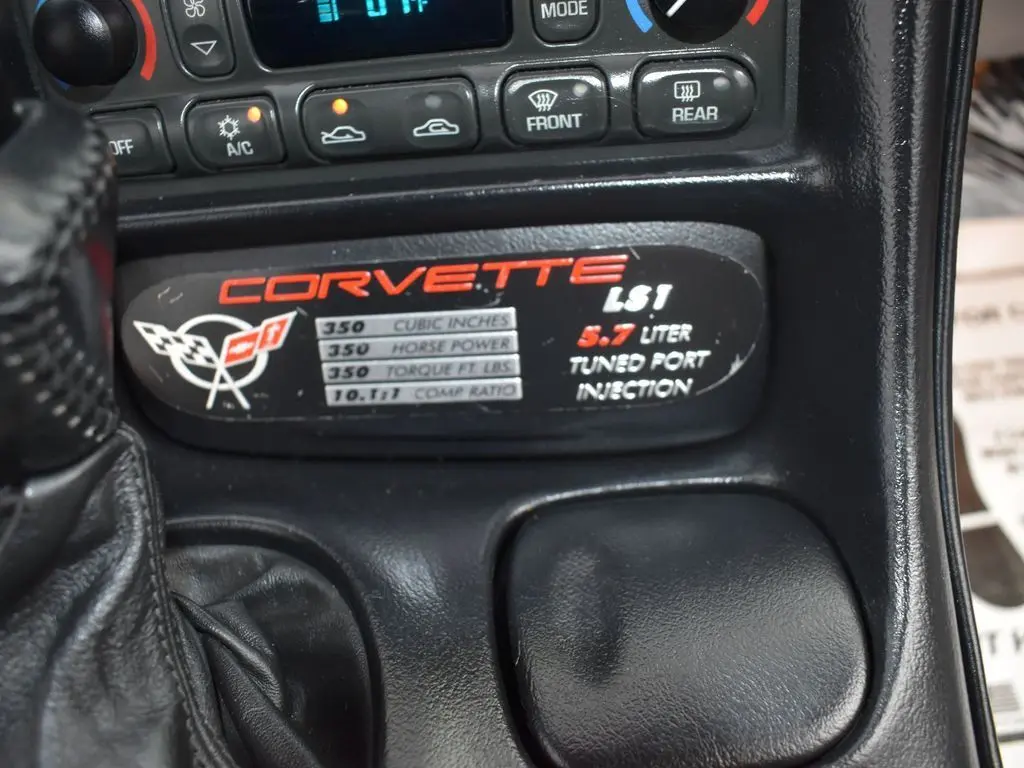 MODE
OFF
A/C
FRONT
REAR
CORVETTE
350 CUBIC INCHES
350 HORSE POWER
350 TORQUE FT. LBS.
10.1:1 COMP RATIO
LS1
5.7 LITER
TUNED PORT
INJECTION